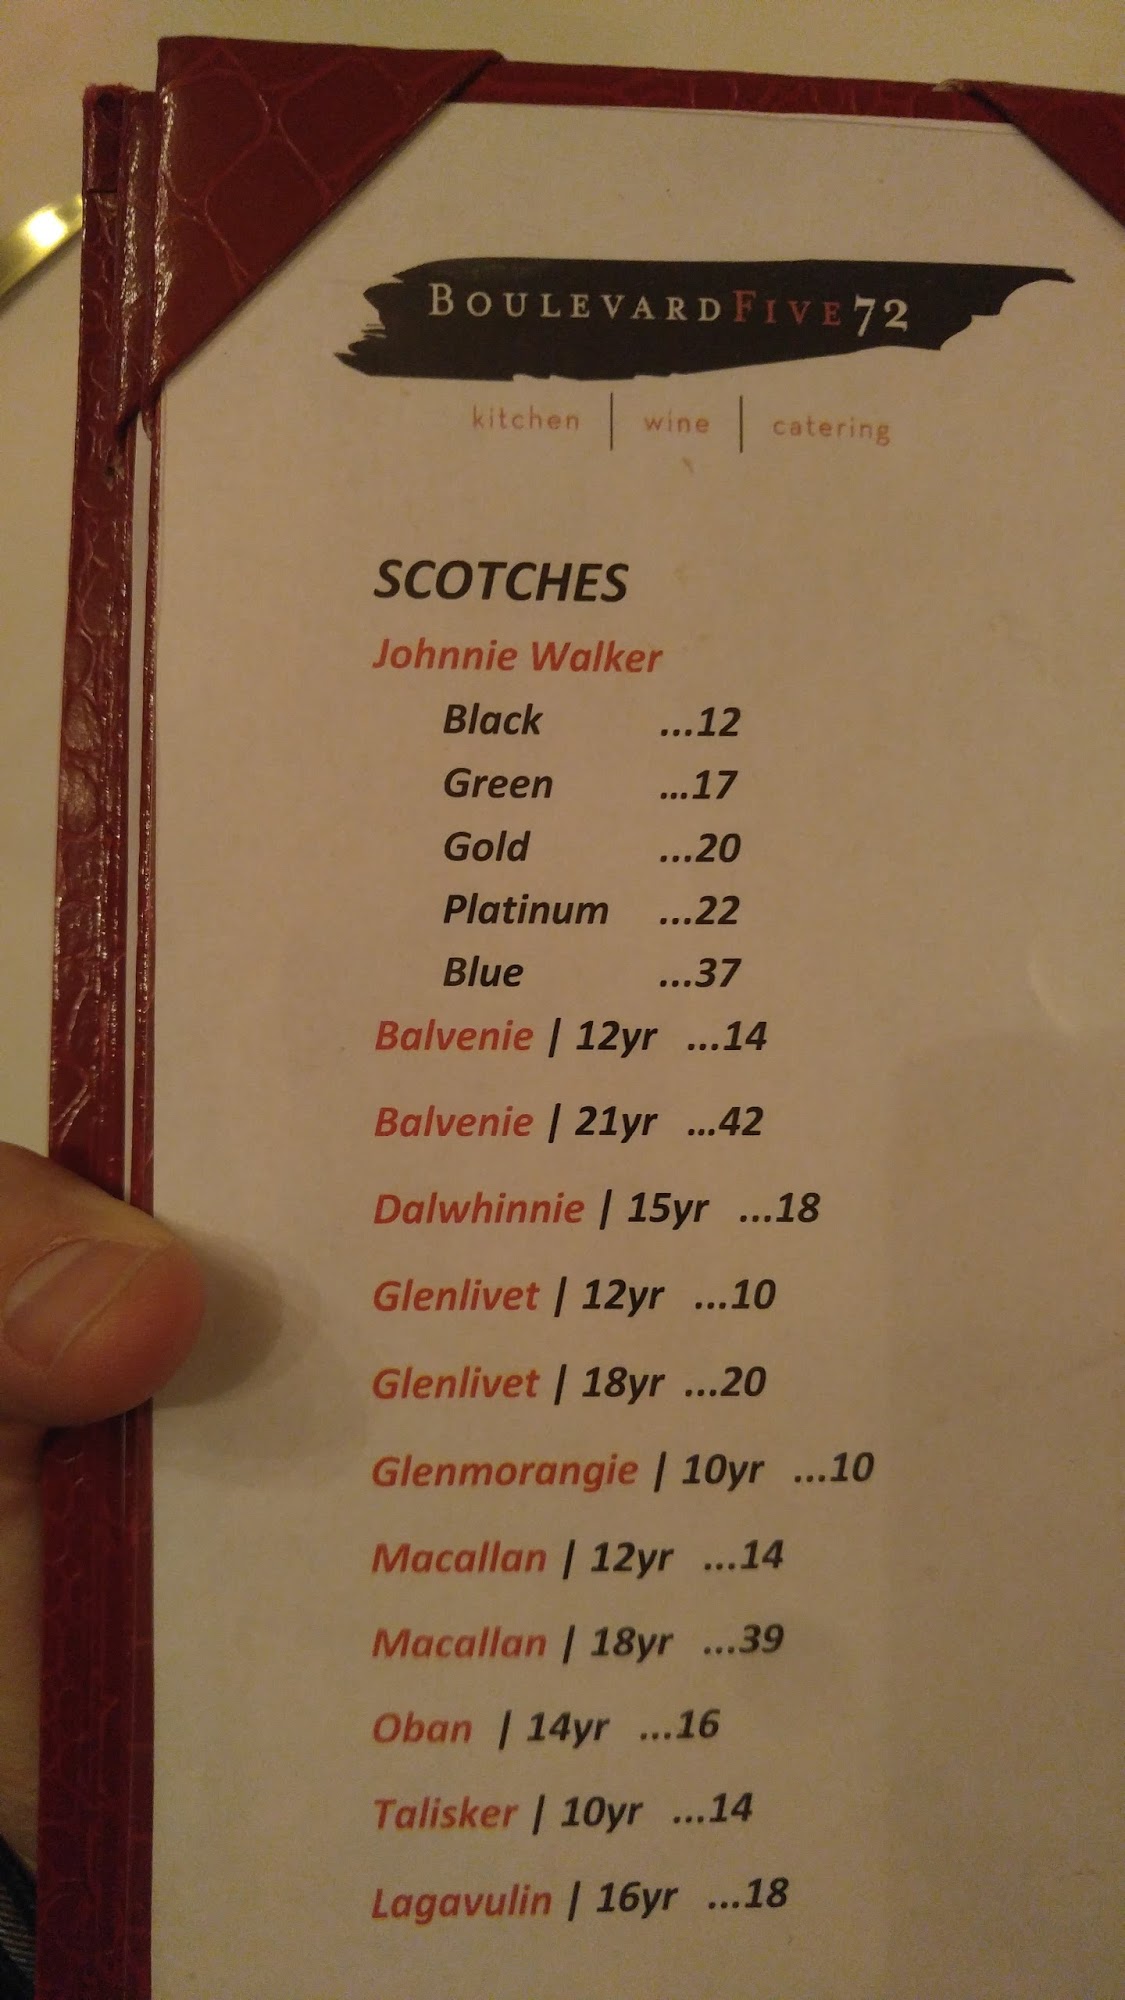 BOULEVARDFIVE72
kitchen | wine | catering
SCOTCHES
Johnnie Walker
Black ...12
Green ...17
Gold ...20
Platinum ...22
Blue ...37
Balvenie | 12yr ...14
Balvenie | 21yr ...42
Dalwhinnie | 15yr ...18
Glenlivet | 12yr ...10
Glenlivet | 18yr ...20
Glenmorangie | 10yr ...10
Macallan | 12yr ...14
Macallan | 18yr ...39
Oban | 14yr ...16
Talisker | 10yr ...14
Lagavulin | 16yr ...18